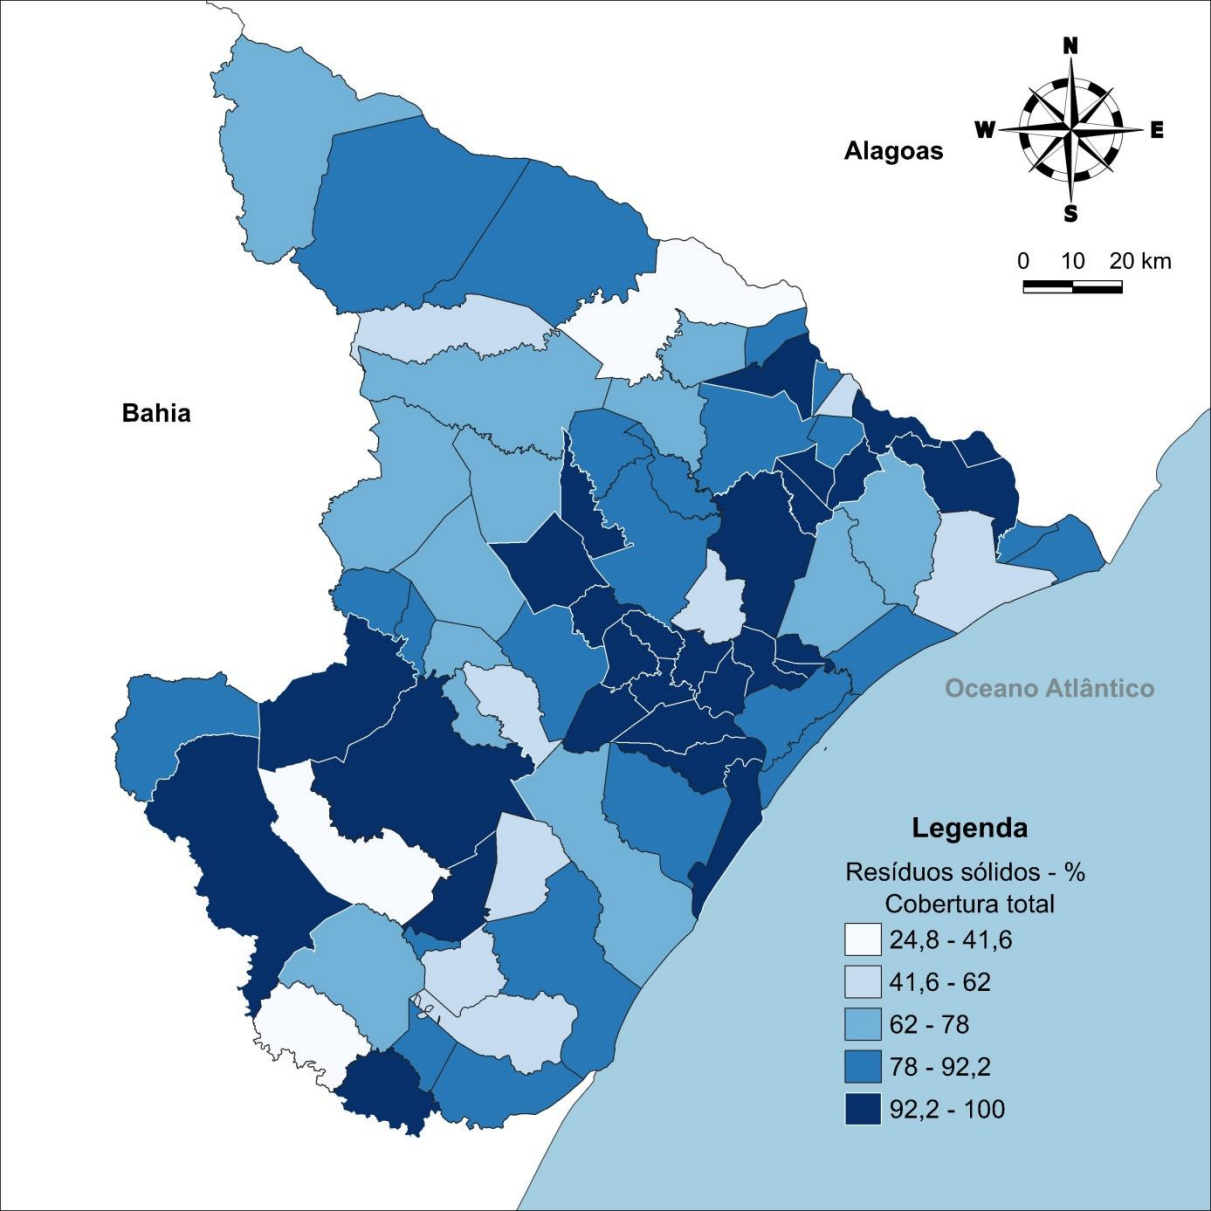 N
W
E
S
Alagoas
0 10 20 km
Bahia
Oceano Atlântico
Legenda
Resíduos sólidos - %
Cobertura total
24,8 - 41,6
41,6 - 62
62 - 78
78 - 92,2
92,2 - 100